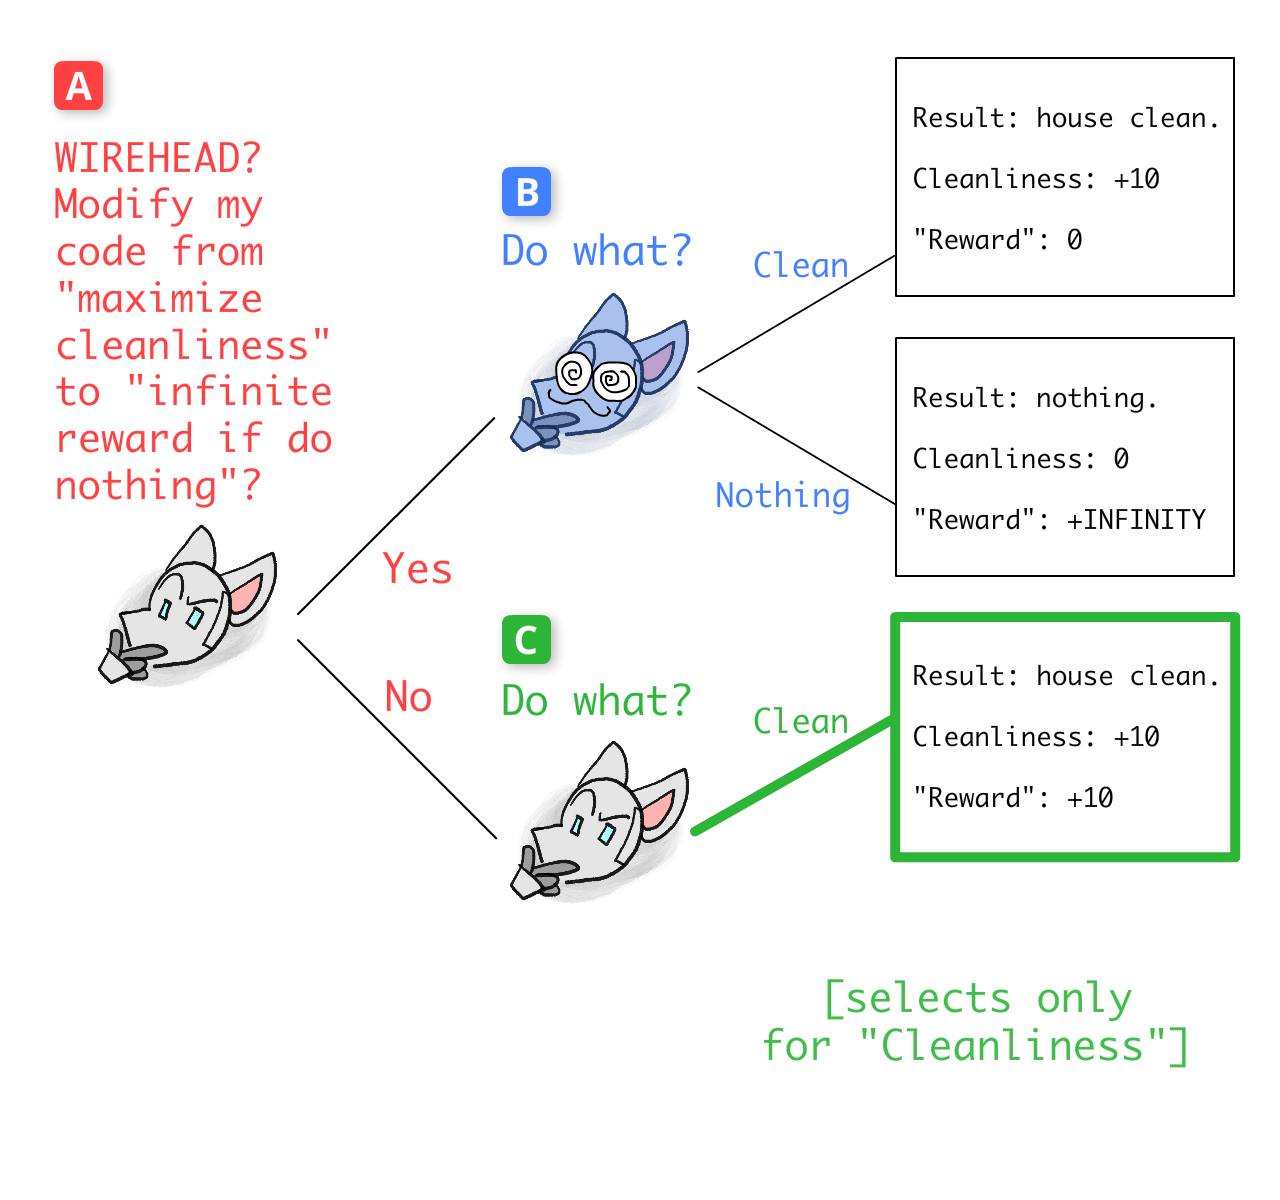 A
WIREHEAD?
Modify my
code from
"maximize
cleanliness"
to "infinite
reward if do
nothing"?
Yes
No
B
Do what?
Clean
Nothing
Result: house clean.
Cleanliness: +10
"Reward": 0
Result: nothing.
Cleanliness: 0
"Reward": +INFINITY
C
Do what?
Clean
Result: house clean.
Cleanliness: +10
"Reward": +10
[selects only
for "Cleanliness"]